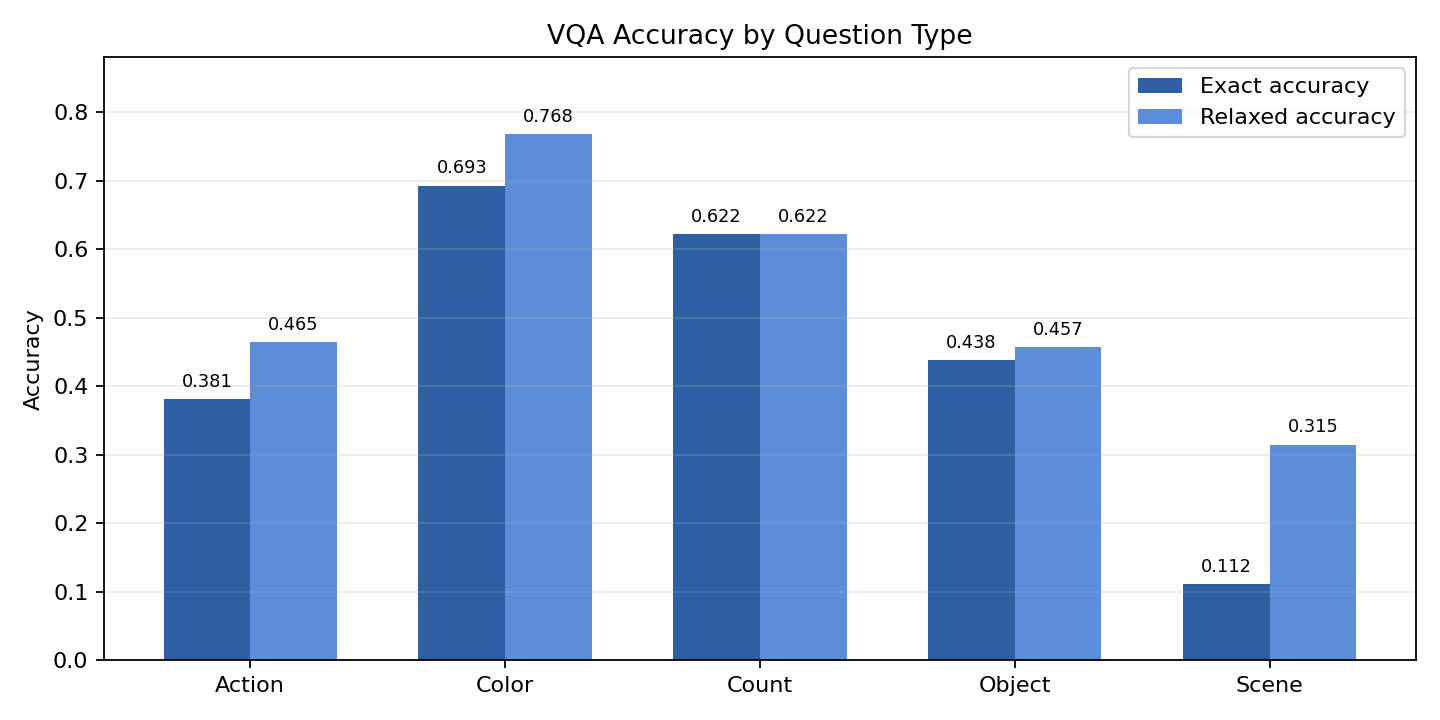 VQA Accuracy by Question Type
Exact accuracy
Relaxed accuracy
Accuracy
0.8
0.7
0.6
0.5
0.4
0.3
0.2
0.1
0.0
0.381
0.465
0.693
0.768
0.622
0.622
0.438
0.457
0.112
0.315
Action
Color
Count
Object
Scene